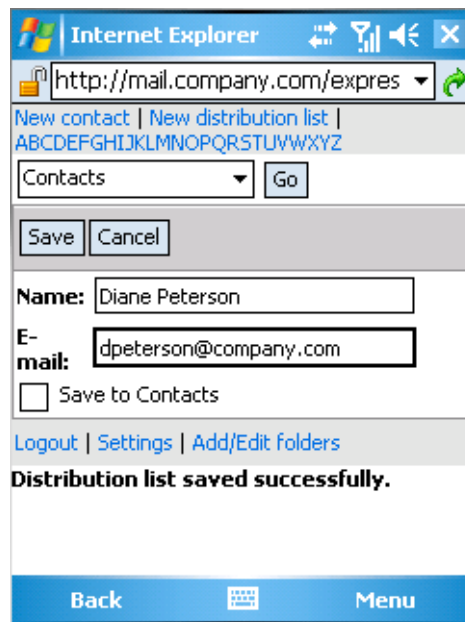 Internet Explorer
http://mail.company.com/expres
New contact | New distribution list |
ABCDEFGHIJKLMNOPQRSTUVWXYZ
Contacts Go
Save Cancel
Name: Diane Peterson
E-
mail: dpeterson@company.com
Save to Contacts
Logout | Settings | Add/Edit folders
Distribution list saved successfully.
Back Menu